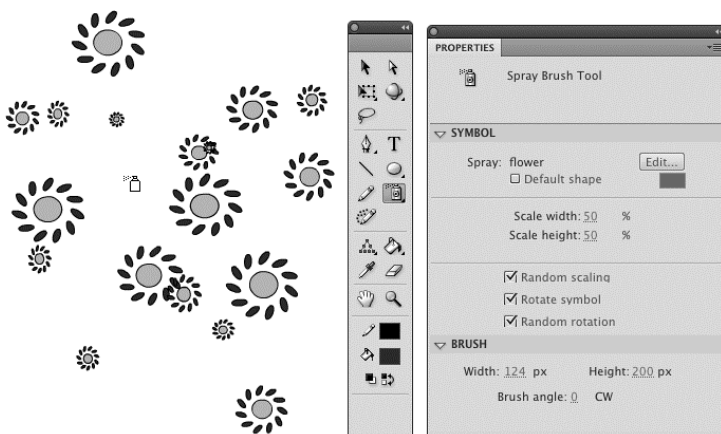 PROPERTIES
Spray Brush Tool
SYMBOL
Spray: flower Edit...
Default shape
Scale width: 50 %
Scale height: 50 %
Random scaling
Rotate symbol
Random rotation
BRUSH
Width: 124 px Height: 200 px
Brush angle: 0 CW
T